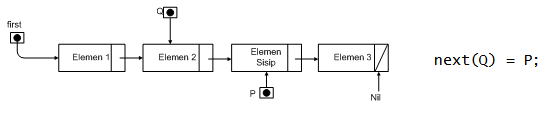 Q
first
Elemen 1
Elemen 2
Elemen
Sisip
Elemen 3
next(Q) = P;
P
Nil